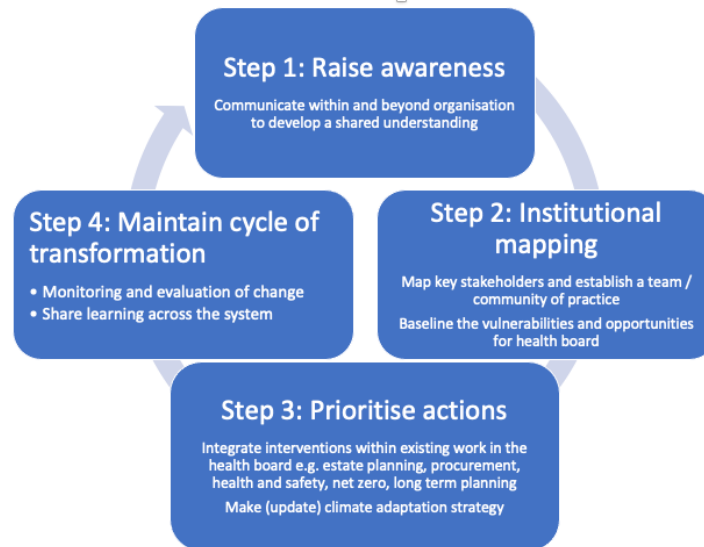 Step 1: Raise awareness
Communicate within and beyond organisation
to develop a shared understanding
Step 2: Institutional
mapping
Map key stakeholders and establish a team /
community of practice
Baseline the vulnerabilities and opportunities
for health board
Step 3: Prioritise actions
Integrate interventions within existing work in the
health board e.g. estate planning, procurement,
health and safety, net zero, long term planning
Make (update) climate adaptation strategy
Step 4: Maintain cycle of
transformation
• Monitoring and evaluation of change
• Share learning across the system